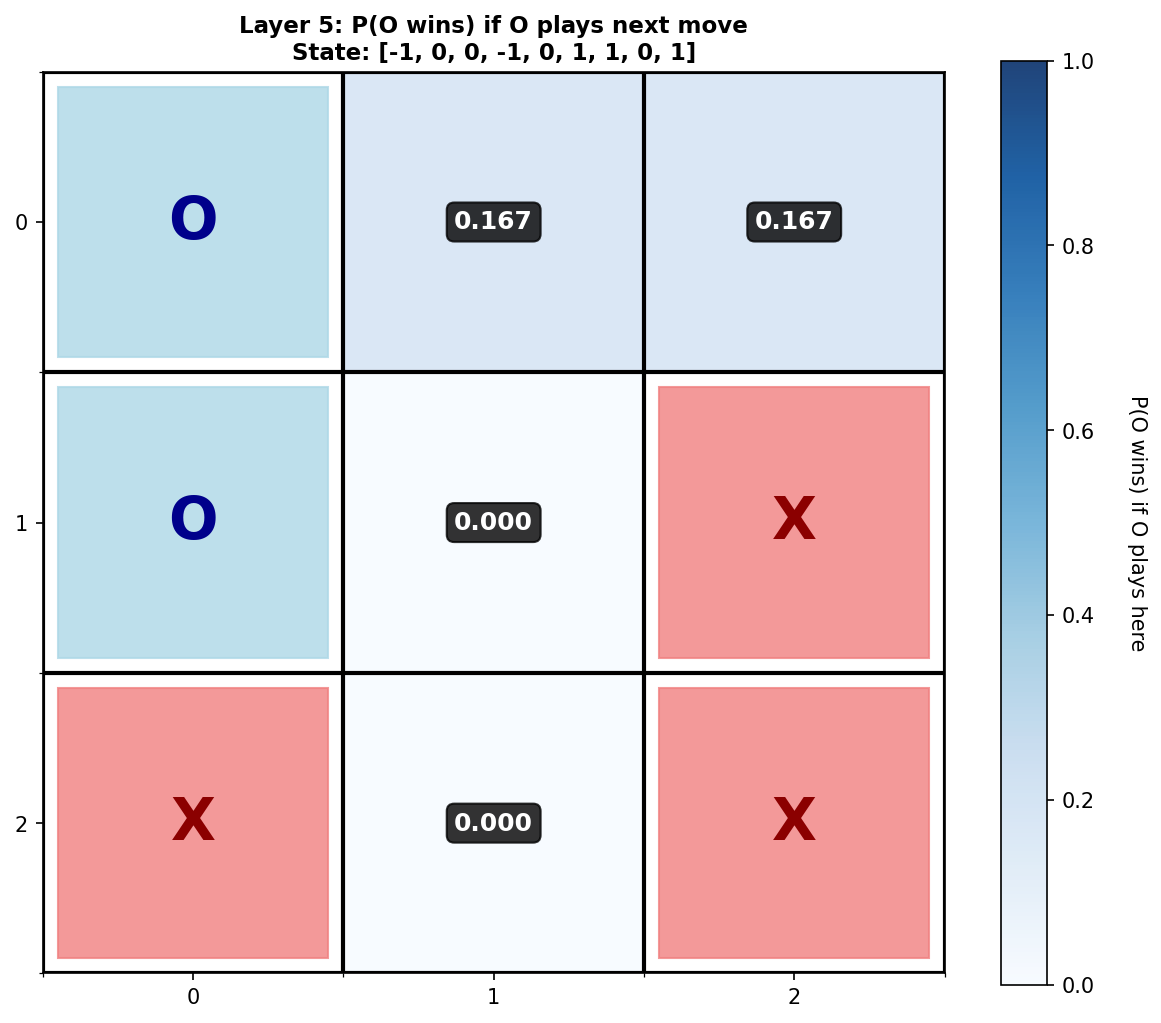 Layer 5: P(O wins) if O plays next move
State: [-1, 0, 0, -1, 0, 1, 1, 0, 1]
1.0
0.8
0.6
0.4
0.2
0.0
P(O wins) if O plays here
0
O
0.167
0.167
1
O
0.000
X
2
X
0.000
X
0
1
2